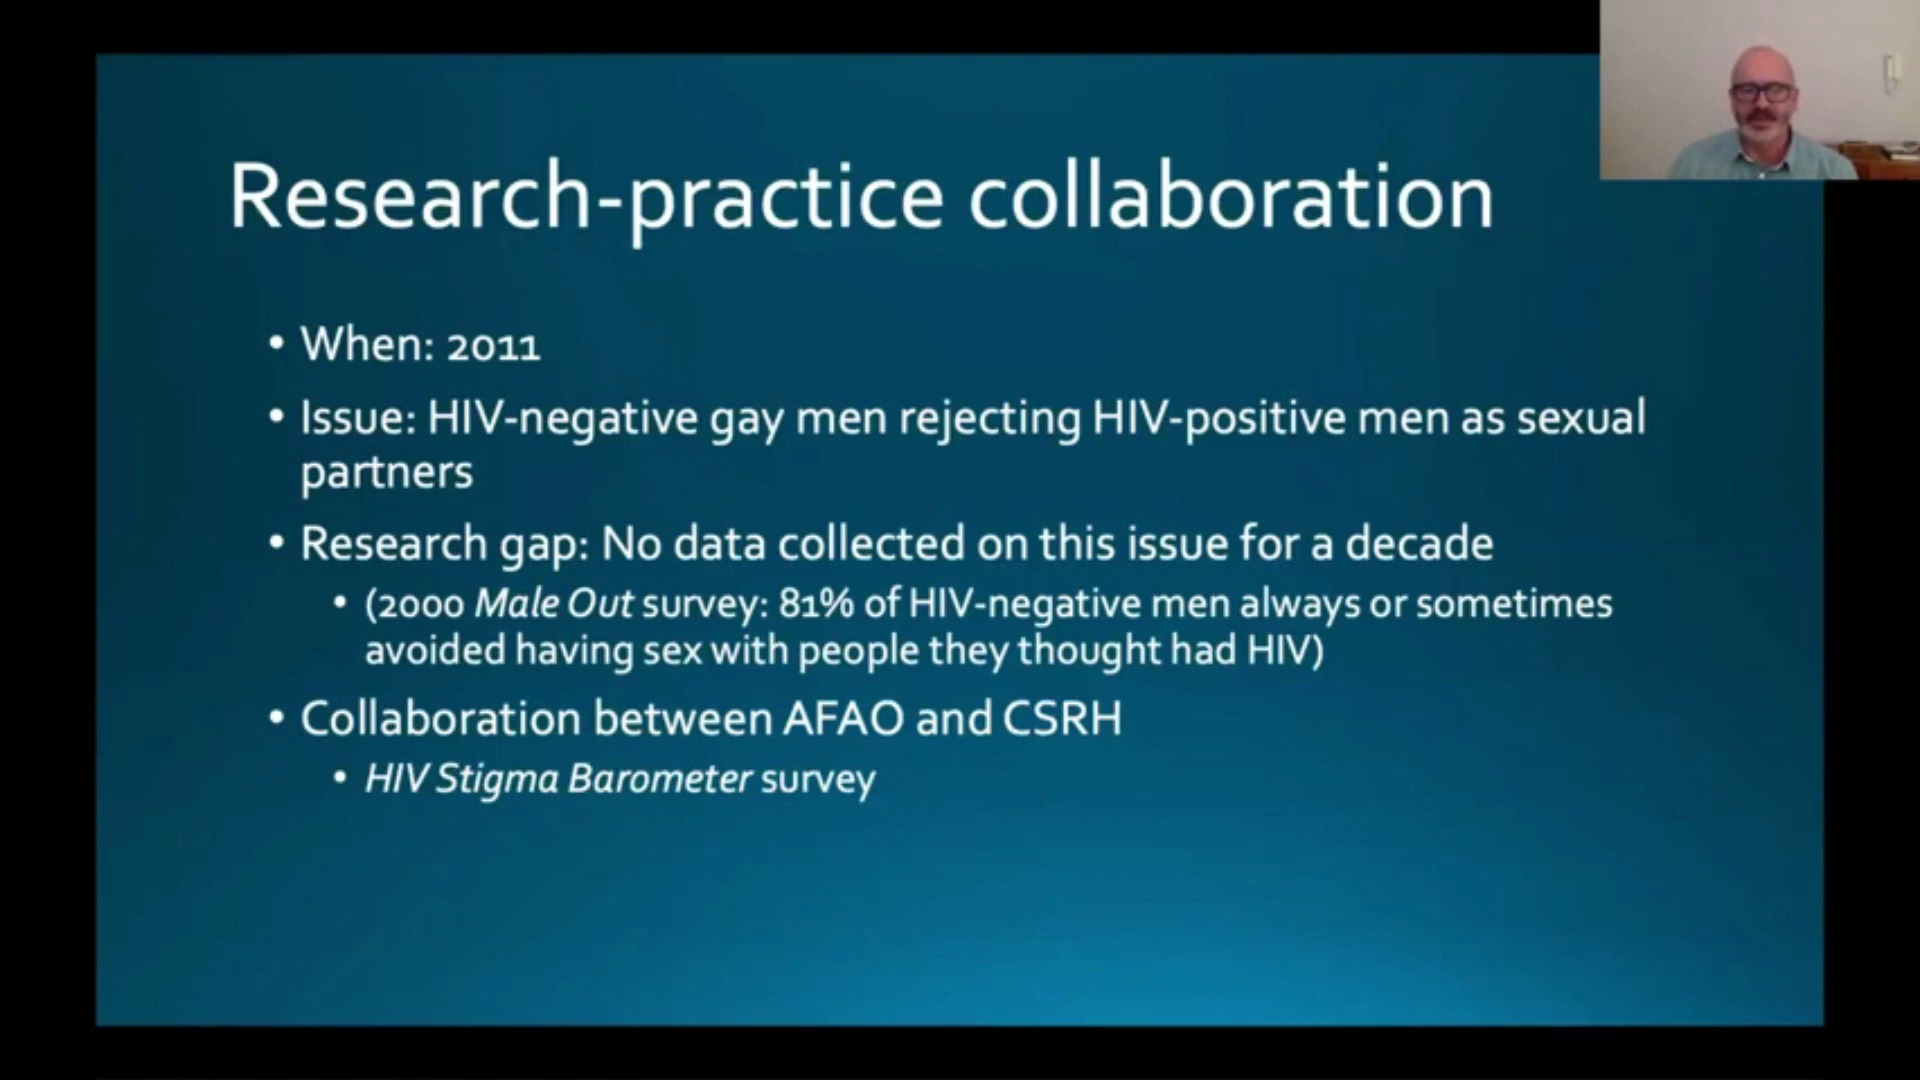 Research-practice collaboration
• When: 2011
• Issue: HIV-negative gay men rejecting HIV-positive men as sexual
partners
• Research gap: No data collected on this issue for a decade
• (2000 Male Out survey: 81% of HIV-negative men always or sometimes
avoided having sex with people they thought had HIV)
• Collaboration between AFAO and CSRH
• HIV Stigma Barometer survey